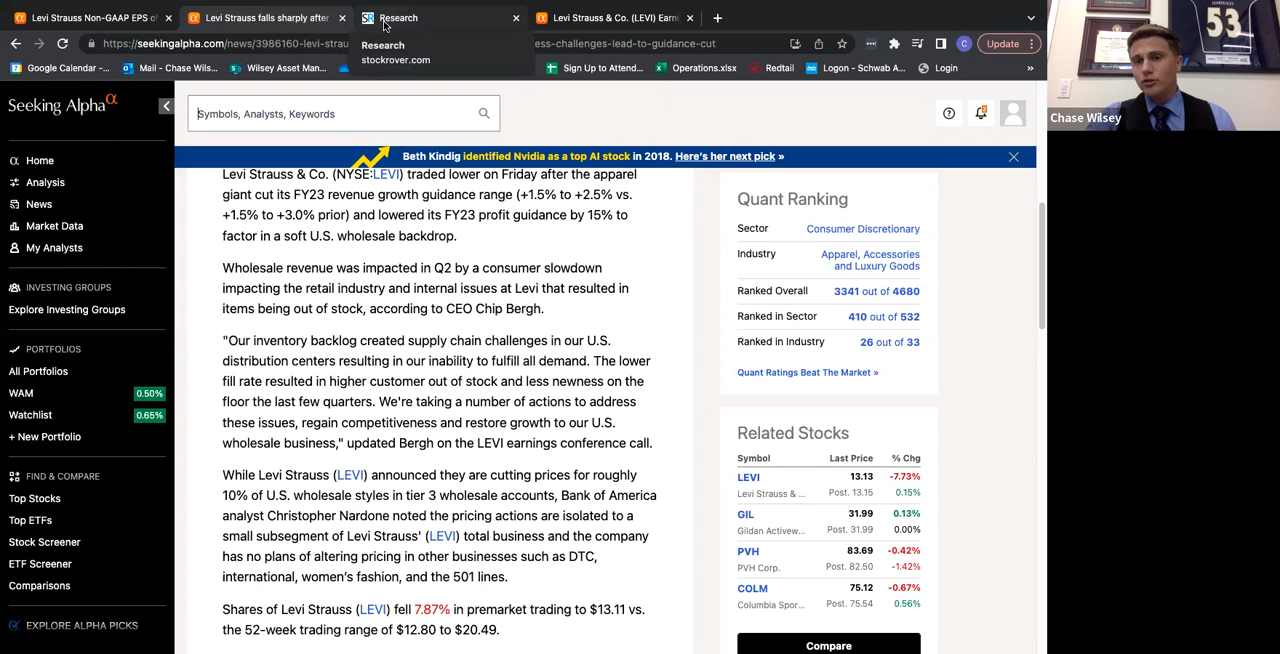 Levi Strauss Non-GAAP EPS of
Levi Strauss falls sharply after
SR Research
Levi Strauss & Co. (LEVI) Earni
https://seekingalpha.com/news/3986160-levi-strau
ess-challenges-lead-to-guidance-cut
C
Update
Research
stockrover.com
Google Calendar -...
Mail - Chase Wils...
Wilsey Asset Man...
Sign Up to Attend...
Operations.xlsx
Redtail
Logon - Schwab A...
Login
»
53
Chase Wilsey
Seeking Alphaα
Symbols, Analysts, Keywords
Beth Kindig identified Nvidia as a top AI stock in 2018. Here's her next pick »
Home
Analysis
News
Market Data
My Analysts
INVESTING GROUPS
Explore Investing Groups
PORTFOLIOS
All Portfolios
WAM 0.50%
Watchlist 0.65%
+ New Portfolio
FIND & COMPARE
Top Stocks
Top ETFs
Stock Screener
ETF Screener
Comparisons
EXPLORE ALPHA PICKS
Levi Strauss & Co. (NYSE:LEVI) traded lower on Friday after the apparel
giant cut its FY23 revenue growth guidance range (+1.5% to +2.5% vs.
+1.5% to +3.0% prior) and lowered its FY23 profit guidance by 15% to
factor in a soft U.S. wholesale backdrop.
Wholesale revenue was impacted in Q2 by a consumer slowdown
impacting the retail industry and internal issues at Levi that resulted in
items being out of stock, according to CEO Chip Bergh.
"Our inventory backlog created supply chain challenges in our U.S.
distribution centers resulting in our inability to fulfill all demand. The lower
fill rate resulted in higher customer out of stock and less newness on the
floor the last few quarters. We're taking a number of actions to address
these issues, regain competitiveness and restore growth to our U.S.
wholesale business," updated Bergh on the LEVI earnings conference call.
While Levi Strauss (LEVI) announced they are cutting prices for roughly
10% of U.S. wholesale styles in tier 3 wholesale accounts, Bank of America
analyst Christopher Nardone noted the pricing actions are isolated to a
small subsegment of Levi Strauss' (LEVI) total business and the company
has no plans of altering pricing in other businesses such as DTC,
international, women's fashion, and the 501 lines.
Shares of Levi Strauss (LEVI) fell 7.87% in premarket trading to $13.11 vs.
the 52-week trading range of $12.80 to $20.49.
Quant Ranking
Sector Consumer Discretionary
Industry Apparel, Accessories
and Luxury Goods
Ranked Overall 3341 out of 4680
Ranked in Sector 410 out of 532
Ranked in Industry 26 out of 33
Quant Ratings Beat The Market »
Related Stocks
Symbol Last Price % Chg
LEVI 13.13 -7.73%
Levi Strauss & ... Post. 13.15 0.15%
GIL 31.99 0.13%
Gildan Activew... Post. 31.99 0.00%
PVH 83.69 -0.42%
PVH Corp. Post. 82.50 -1.42%
COLM 75.12 -0.67%
Columbia Spor... Post. 75.54 0.56%
Compare